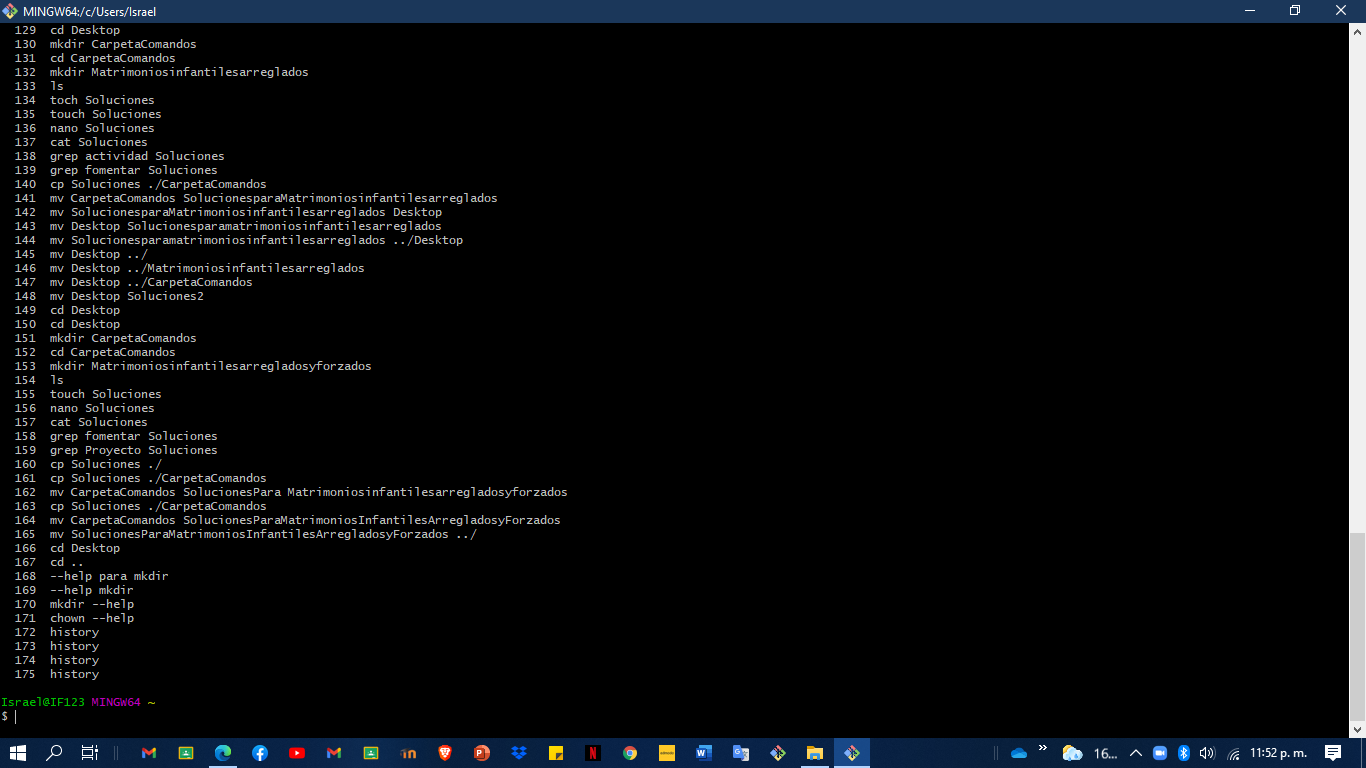 MINGW64:/c/Users/Israel
129 cd Desktop
130 mkdir CarpetaComandos
131 cd CarpetaComandos
132 mkdir Matrimoniosinfantilesarreglados
133 ls
134 toch Soluciones
135 touch Soluciones
136 nano Soluciones
137 cat Soluciones
138 grep actividad Soluciones
139 grep fomentar Soluciones
140 cp Soluciones ./CarpetaComandos
141 mv CarpetaComandos SolucionesparaMatrimoniosinfantilesarreglados
142 mv SolucionesparaMatrimoniosinfantilesarreglados Desktop
143 mv Desktop Solucionesparamatrimoniosinfantilesarreglados
144 mv Solucionesparamatrimoniosinfantilesarreglados ../Desktop
145 mv Desktop ../
146 mv Desktop ../Matrimoniosinfantilesarreglados
147 mv Desktop ../CarpetaComandos
148 mv Desktop Soluciones2
149 cd Desktop
150 cd Desktop
151 mkdir CarpetaComandos
152 cd CarpetaComandos
153 mkdir Matrimoniosinfantilesarregladosyforzados
154 ls
155 touch Soluciones
156 nano Soluciones
157 cat Soluciones
158 grep fomentar Soluciones
159 grep Proyecto Soluciones
160 cp Soluciones ./
161 cp Soluciones ./CarpetaComandos
162 mv CarpetaComandos SolucionesPara Matrimoniosinfantilesarregladosyforzados
163 cp Soluciones ./CarpetaComandos
164 mv CarpetaComandos SolucionesParaMatrimoniosInfantilesArregladosyForzados
165 mv SolucionesParaMatrimoniosInfantilesArregladosyForzados ../
166 cd Desktop
167 cd ..
168 --help para mkdir
169 --help mkdir
170 mkdir --help
171 chown --help
172 history
173 history
174 history
175 history
Israel@IF123 MINGW64 ~
$
16... 11:52 p. m.